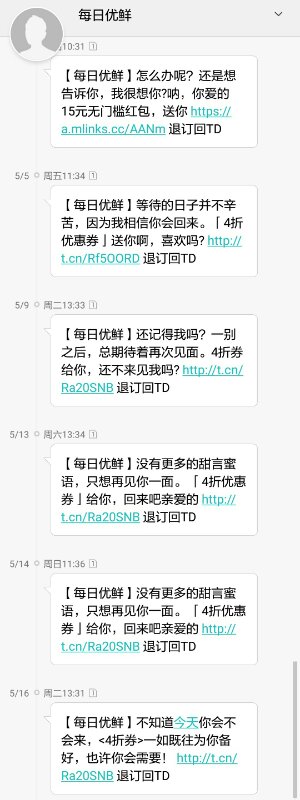 每日优鲜
10:31
【每日优鲜】怎么办呢？还是想
告诉你，我很想你?呐，你爱的
15元无门槛红包，送你 https://
a.mlinks.cc/AANm 退订回TD
5/5 周五11:34 1
【每日优鲜】等待的日子并不辛
苦，因为我相信你会回来。「4折
优惠券」送你啊，喜欢吗? http://
t.cn/Rf5OORD 退订回TD
5/9 周二13:33 1
【每日优鲜】还记得我吗？一别
之后，总期待着再次见面。4折券
给你，还不来见我吗? http://t.cn/
Ra20SNB 退订回TD
5/13 周六13:34 1
【每日优鲜】没有更多的甜言蜜
语，只想再见你一面。「4折优惠
券」给你，回来吧亲爱的 http://
t.cn/Ra20SNB 退订回TD
5/14 周日11:36 1
【每日优鲜】没有更多的甜言蜜
语，只想再见你一面。「4折优惠
券」给你，回来吧亲爱的 http://
t.cn/Ra20SNB 退订回TD
5/16 周二13:31 1
【每日优鲜】不知道今天你会不
会来，<4折券>一如既往为你备
好，也许你会需要！ http://t.cn/
Ra20SNB 退订回TD